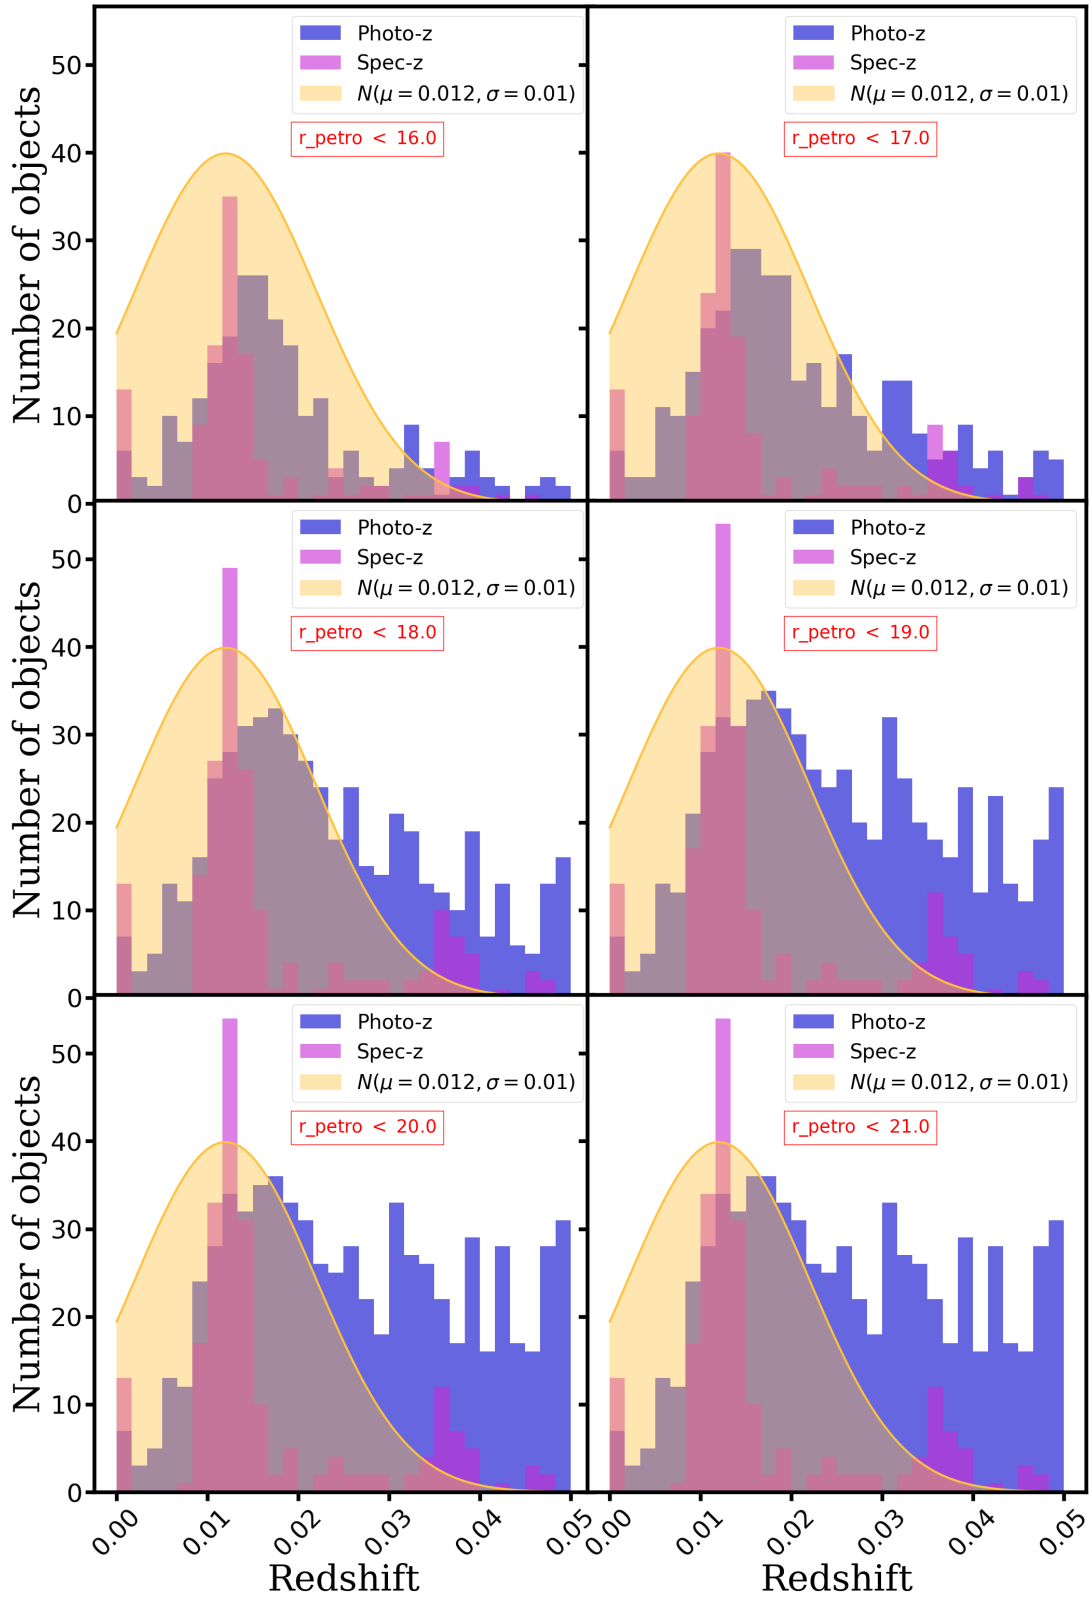 Number of objects
50
40
30
20
10
0
Photo-z
Spec-z
N(μ = 0.012, σ = 0.01)
r_petro < 16.0
Photo-z
Spec-z
N(μ = 0.012, σ = 0.01)
r_petro < 17.0
Number of objects
50
40
30
20
10
0
Photo-z
Spec-z
N(μ = 0.012, σ = 0.01)
r_petro < 18.0
Photo-z
Spec-z
N(μ = 0.012, σ = 0.01)
r_petro < 19.0
Number of objects
50
40
30
20
10
0
Photo-z
Spec-z
N(μ = 0.012, σ = 0.01)
r_petro < 20.0
Photo-z
Spec-z
N(μ = 0.012, σ = 0.01)
r_petro < 21.0
0.00 0.01 0.02 0.03 0.04 0.05
0.00 0.01 0.02 0.03 0.04 0.05
Redshift
Redshift